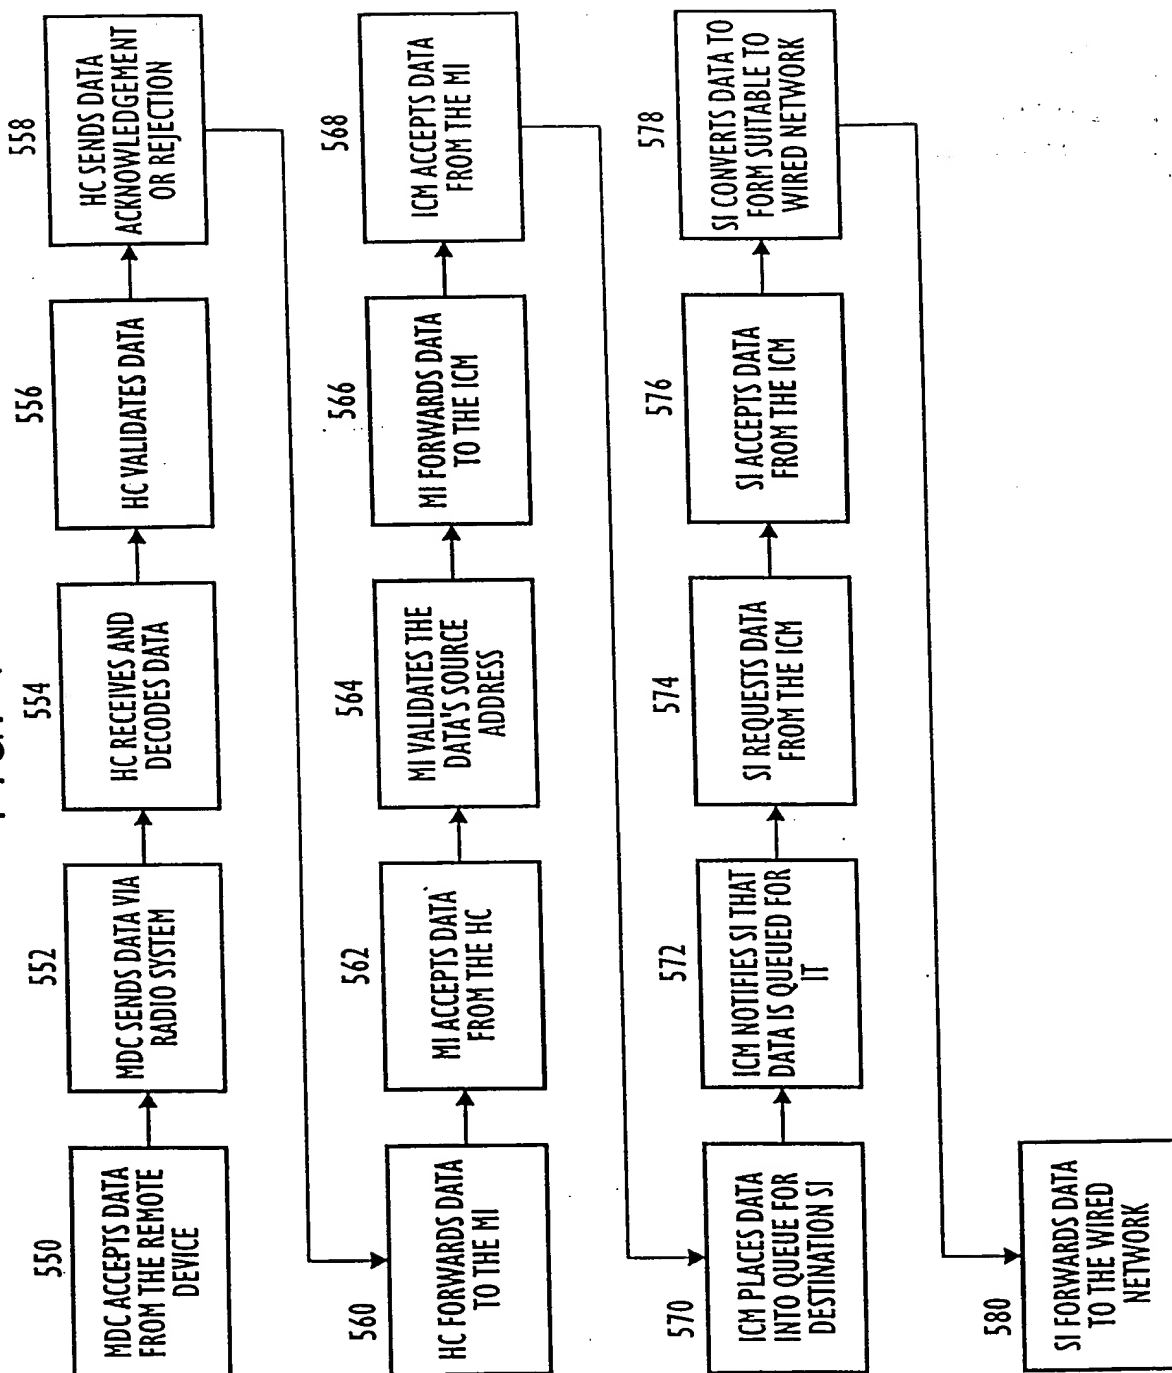 550
MDC ACCEPTS DATA
FROM THE REMOTE
DEVICE
552
MDC SENDS DATA VIA
RADIO SYSTEM
554
HC RECEIVES AND
DECODES DATA
556
HC VALIDATES DATA
558
HC SENDS DATA
ACKNOWLEDGEMENT
OR REJECTION
560
HC FORWARDS DATA
TO THE MI
562
MI ACCEPTS DATA
FROM THE HC
564
MI VALIDATES THE
DATA'S SOURCE
ADDRESS
566
MI FORWARDS DATA
TO THE ICM
568
ICM ACCEPTS DATA
FROM THE MI
570
ICM PLACES DATA
INTO QUEUE FOR
DESTINATION SI
572
ICM NOTIFIES SI THAT
DATA IS QUEUED FOR
IT
574
SI REQUESTS DATA
FROM THE ICM
576
SI ACCEPTS DATA
FROM THE ICM
578
SI CONVERTS DATA TO
FORM SUITABLE TO
WIRED NETWORK
580
SI FORWARDS DATA
TO THE WIRED
NETWORK